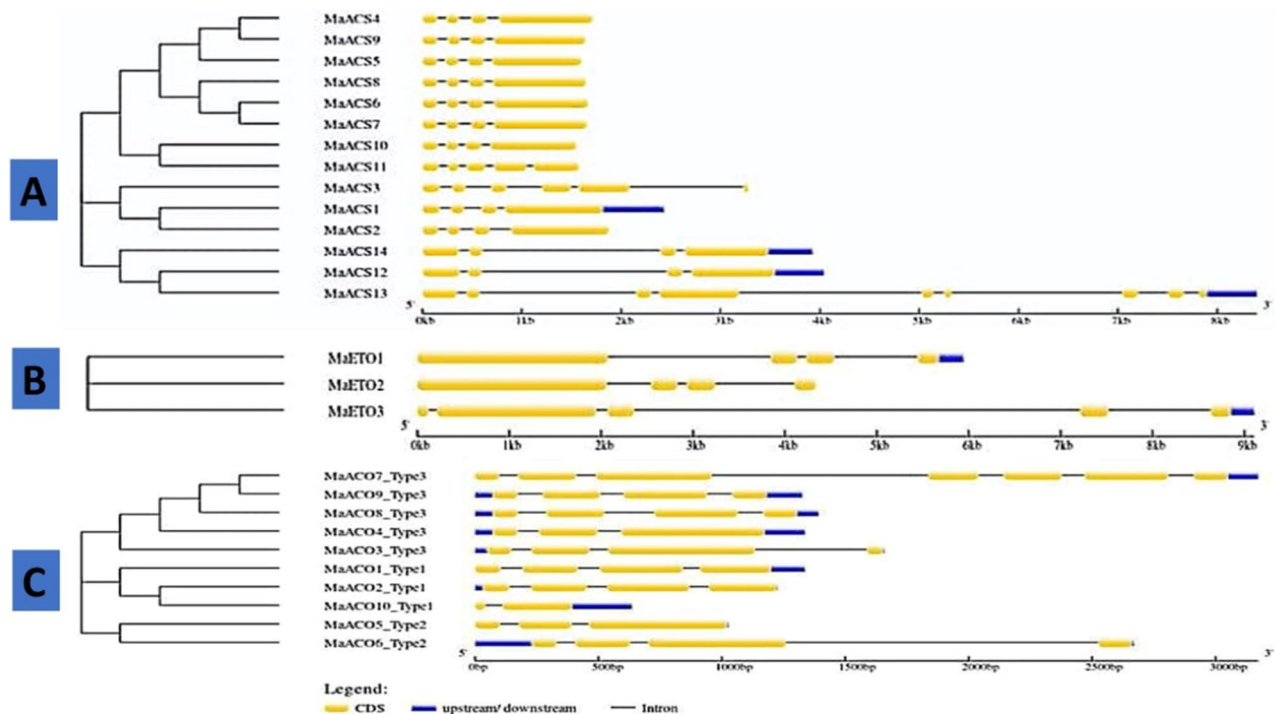 A
MaACS4
MaACS9
MaACS5
MaACS8
MaACS6
MaACS7
MaACS10
MaACS11
MaACS3
MaACS1
MaACS2
MaACS14
MaACS12
MaACS13
5' 3'
0kb 1kb 2kb 3kb 4kb 5kb 6kb 7kb 8kb
B
MaETO1
MaETO2
MaETO3
5' 3'
0kb 1kb 2kb 3kb 4kb 5kb 6kb 7kb 8kb 9kb
C
MaACO7_Type3
MaACO9_Type3
MaACO8_Type3
MaACO4_Type3
MaACO3_Type3
MaACO1_Type1
MaACO2_Type1
MaACO10_Type1
MaACO5_Type2
MaACO6_Type2
5' 3'
0bp 500bp 1000bp 1500bp 2000bp 2500bp 3000bp
Legend:
CDS upstream/ downstream Intron